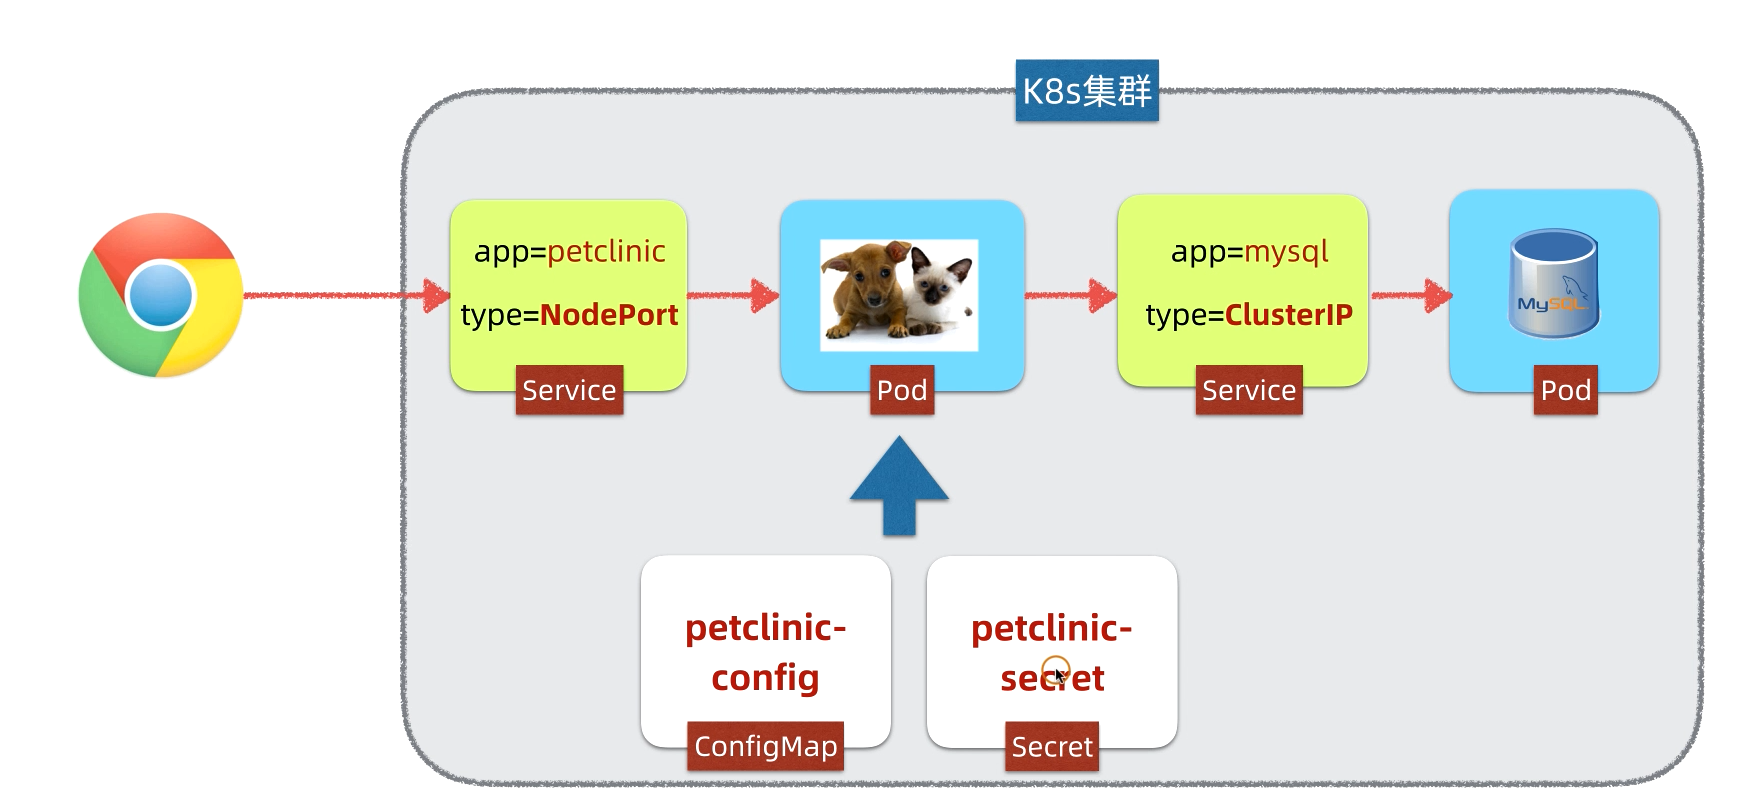 K8s集群
app=petclinic
type=NodePort
Service
Pod
app=mysql
type=ClusterIP
Service
MySQL
Pod
petclinic-
config
ConfigMap
petclinic-
secret
Secret